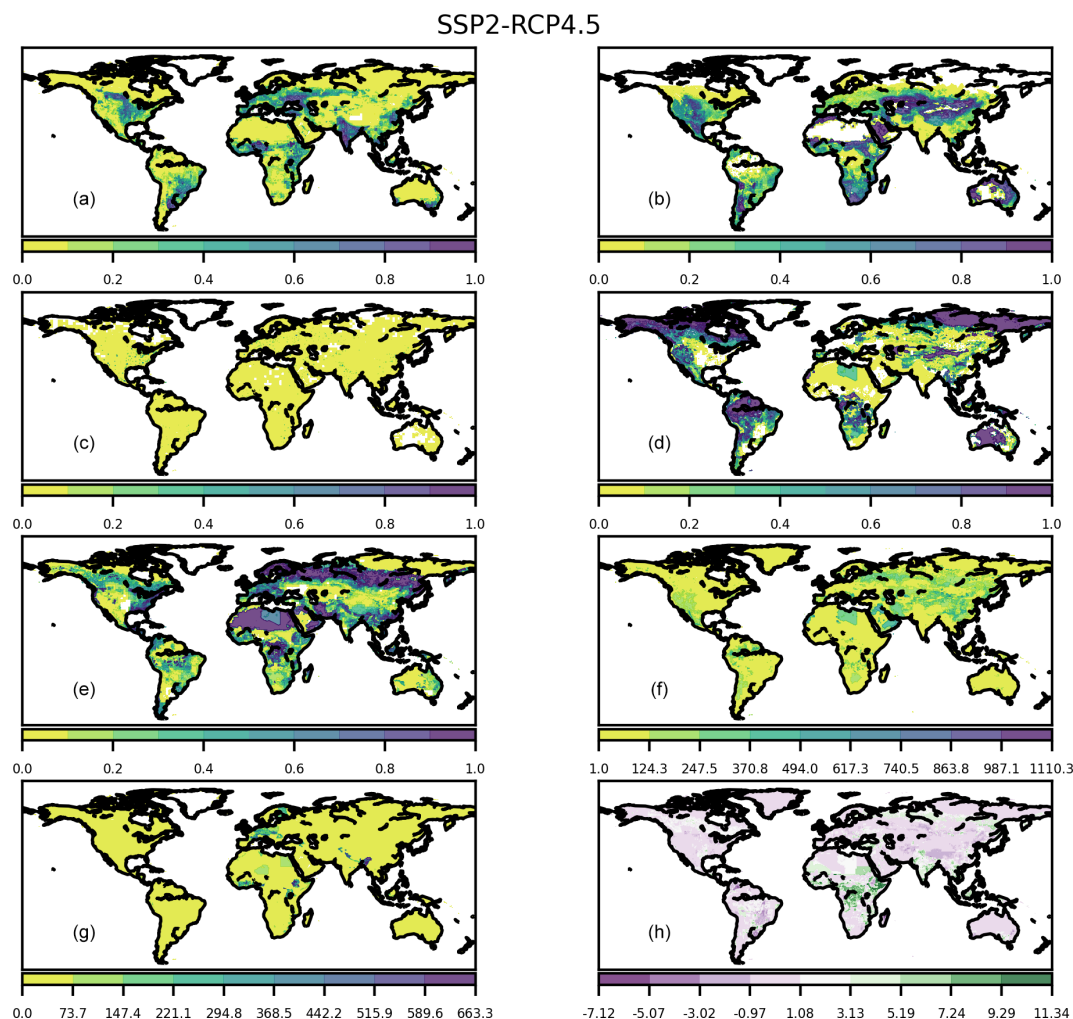 SSP2-RCP4.5
(a)
(b)
0.0 0.2 0.4 0.6 0.8 1.0
0.0 0.2 0.4 0.6 0.8 1.0
(c)
(d)
0.0 0.2 0.4 0.6 0.8 1.0
0.0 0.2 0.4 0.6 0.8 1.0
(e)
(f)
0.0 0.2 0.4 0.6 0.8 1.0
1.0 124.3 247.5 370.8 494.0 617.3 740.5 863.8 987.1 1110.3
(g)
(h)
0.0 73.7 147.4 221.1 294.8 368.5 442.2 515.9 589.6 663.3
-7.12 -5.07 -3.02 -0.97 1.08 3.13 5.19 7.24 9.29 11.34